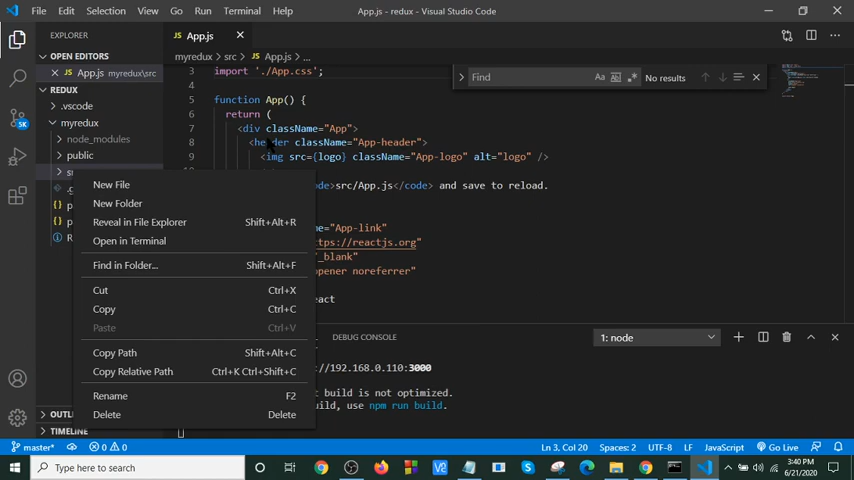 File Edit Selection View Go Run Terminal Help
App.js - redux - Visual Studio Code
EXPLORER
OPEN EDITORS
JS App.js myredux\src
REDUX
.vscode
myredux
node_modules
public
JS App.js
myredux > src > JS App.js > ...
Find
Aa
No results
3 import './App.css';
4
5 function App() {
6 return (
7 <div className="App">
8 <header className="App-header">
9 <img src={logo} className="App-logo" alt="logo" />
ode>src/App.js</code> and save to reload.
e="App-link"
ttps://reactjs.org"
_blank"
opener noreferrer"
eact
New File
New Folder
Reveal in File Explorer Shift+Alt+R
Open in Terminal
Find in Folder... Shift+Alt+F
Cut Ctrl+X
Copy Ctrl+C
Paste Ctrl+V
Copy Path Shift+Alt+C
Copy Relative Path Ctrl+K Ctrl+Shift+C
Rename F2
Delete Delete
DEBUG CONSOLE
1: node
//192.168.0.110:3000
t build is not optimized.
uild, use npm run build.
OUTL
TIMELINE
5K
master* 0 0
Ln 3, Col 20 Spaces: 2 UTF-8 LF JavaScript Go Live
Type here to search
3:40 PM
6/21/2020